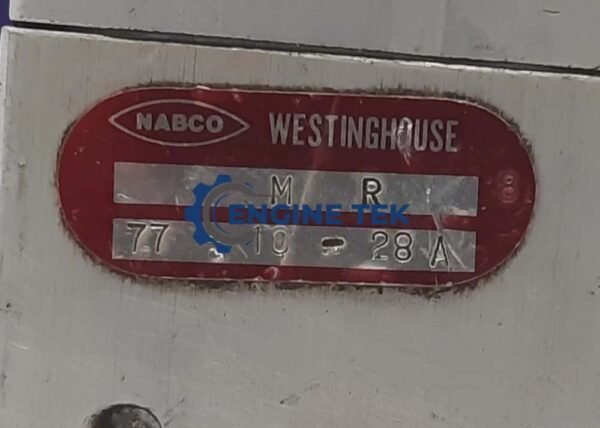 NABCO WESTINGHOUSE
M R
ENGINE TEK
77 10 - 28 A